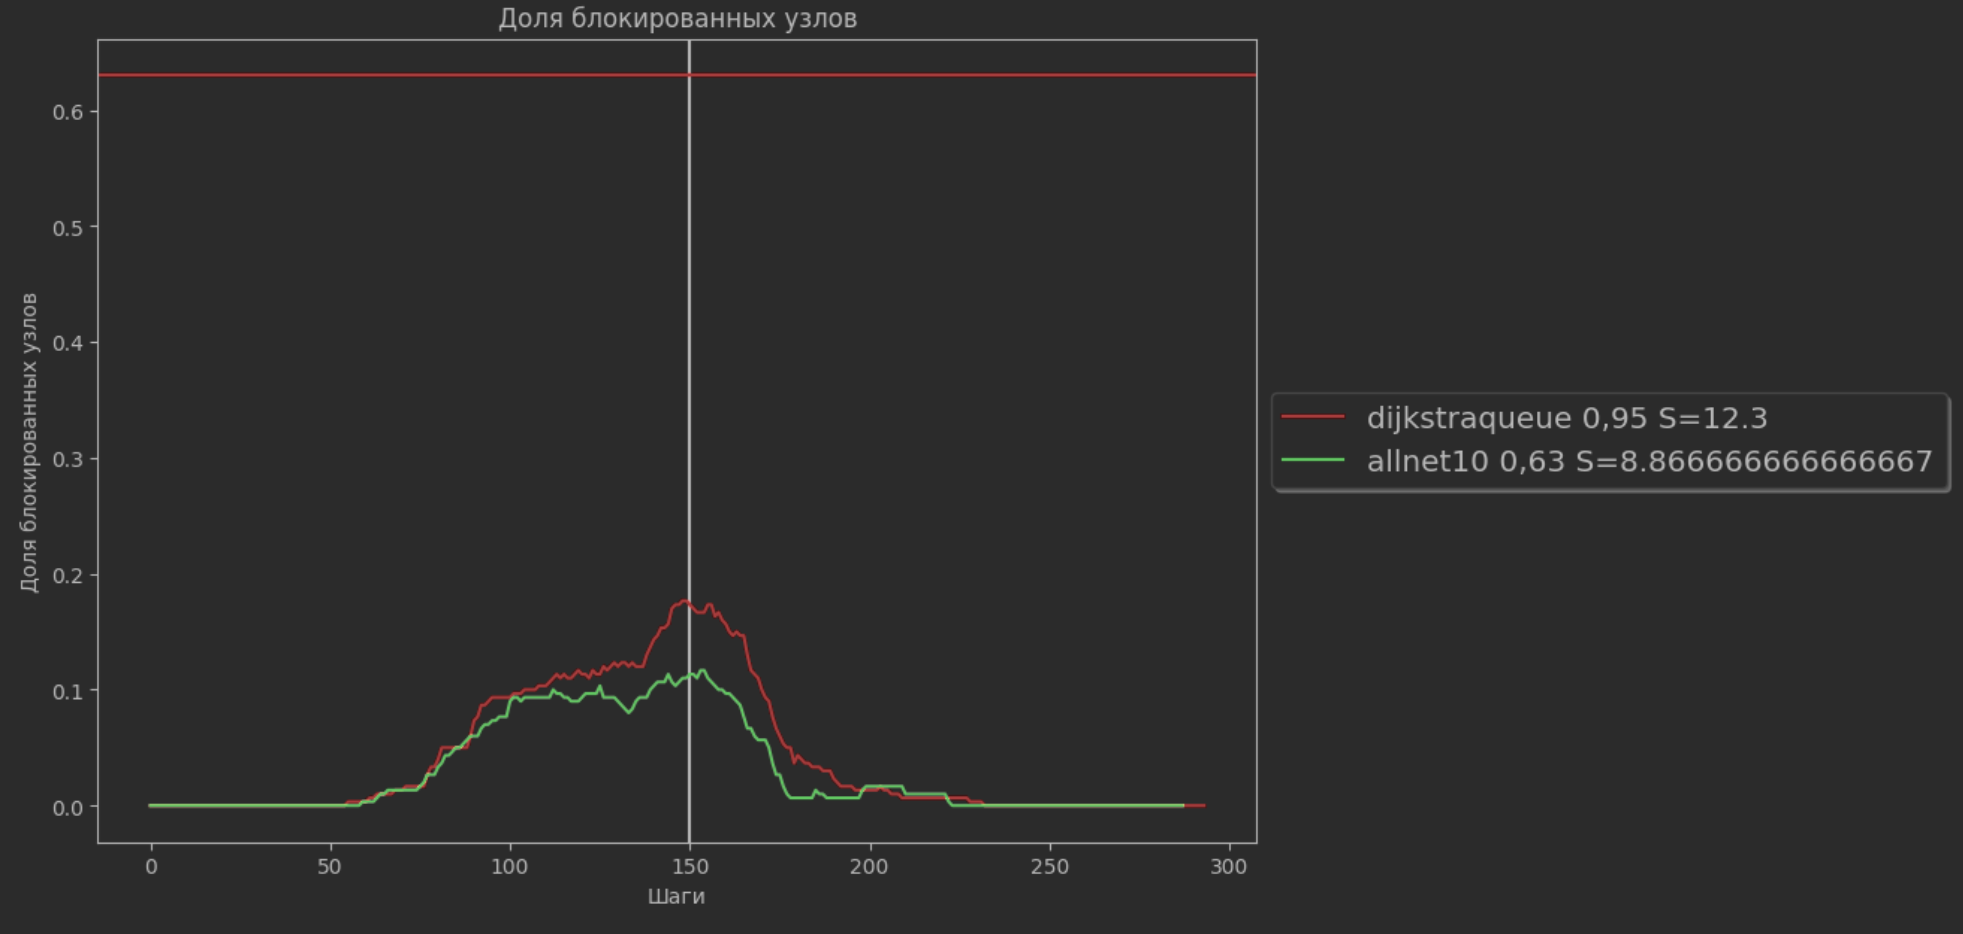 Доля блокированных узлов
Доля блокированных узлов
0.6
0.5
0.4
0.3
0.2
0.1
0.0
0 50 100 150 200 250 300
Шаги
dijkstraqueue 0,95 S=12.3
allnet10 0,63 S=8.866666666666667